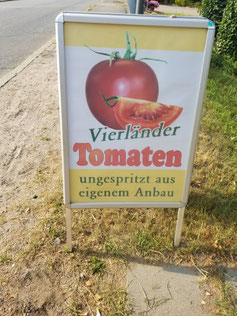 Vierländer
Tomaten
ungespritzt aus
eigenem Anbau